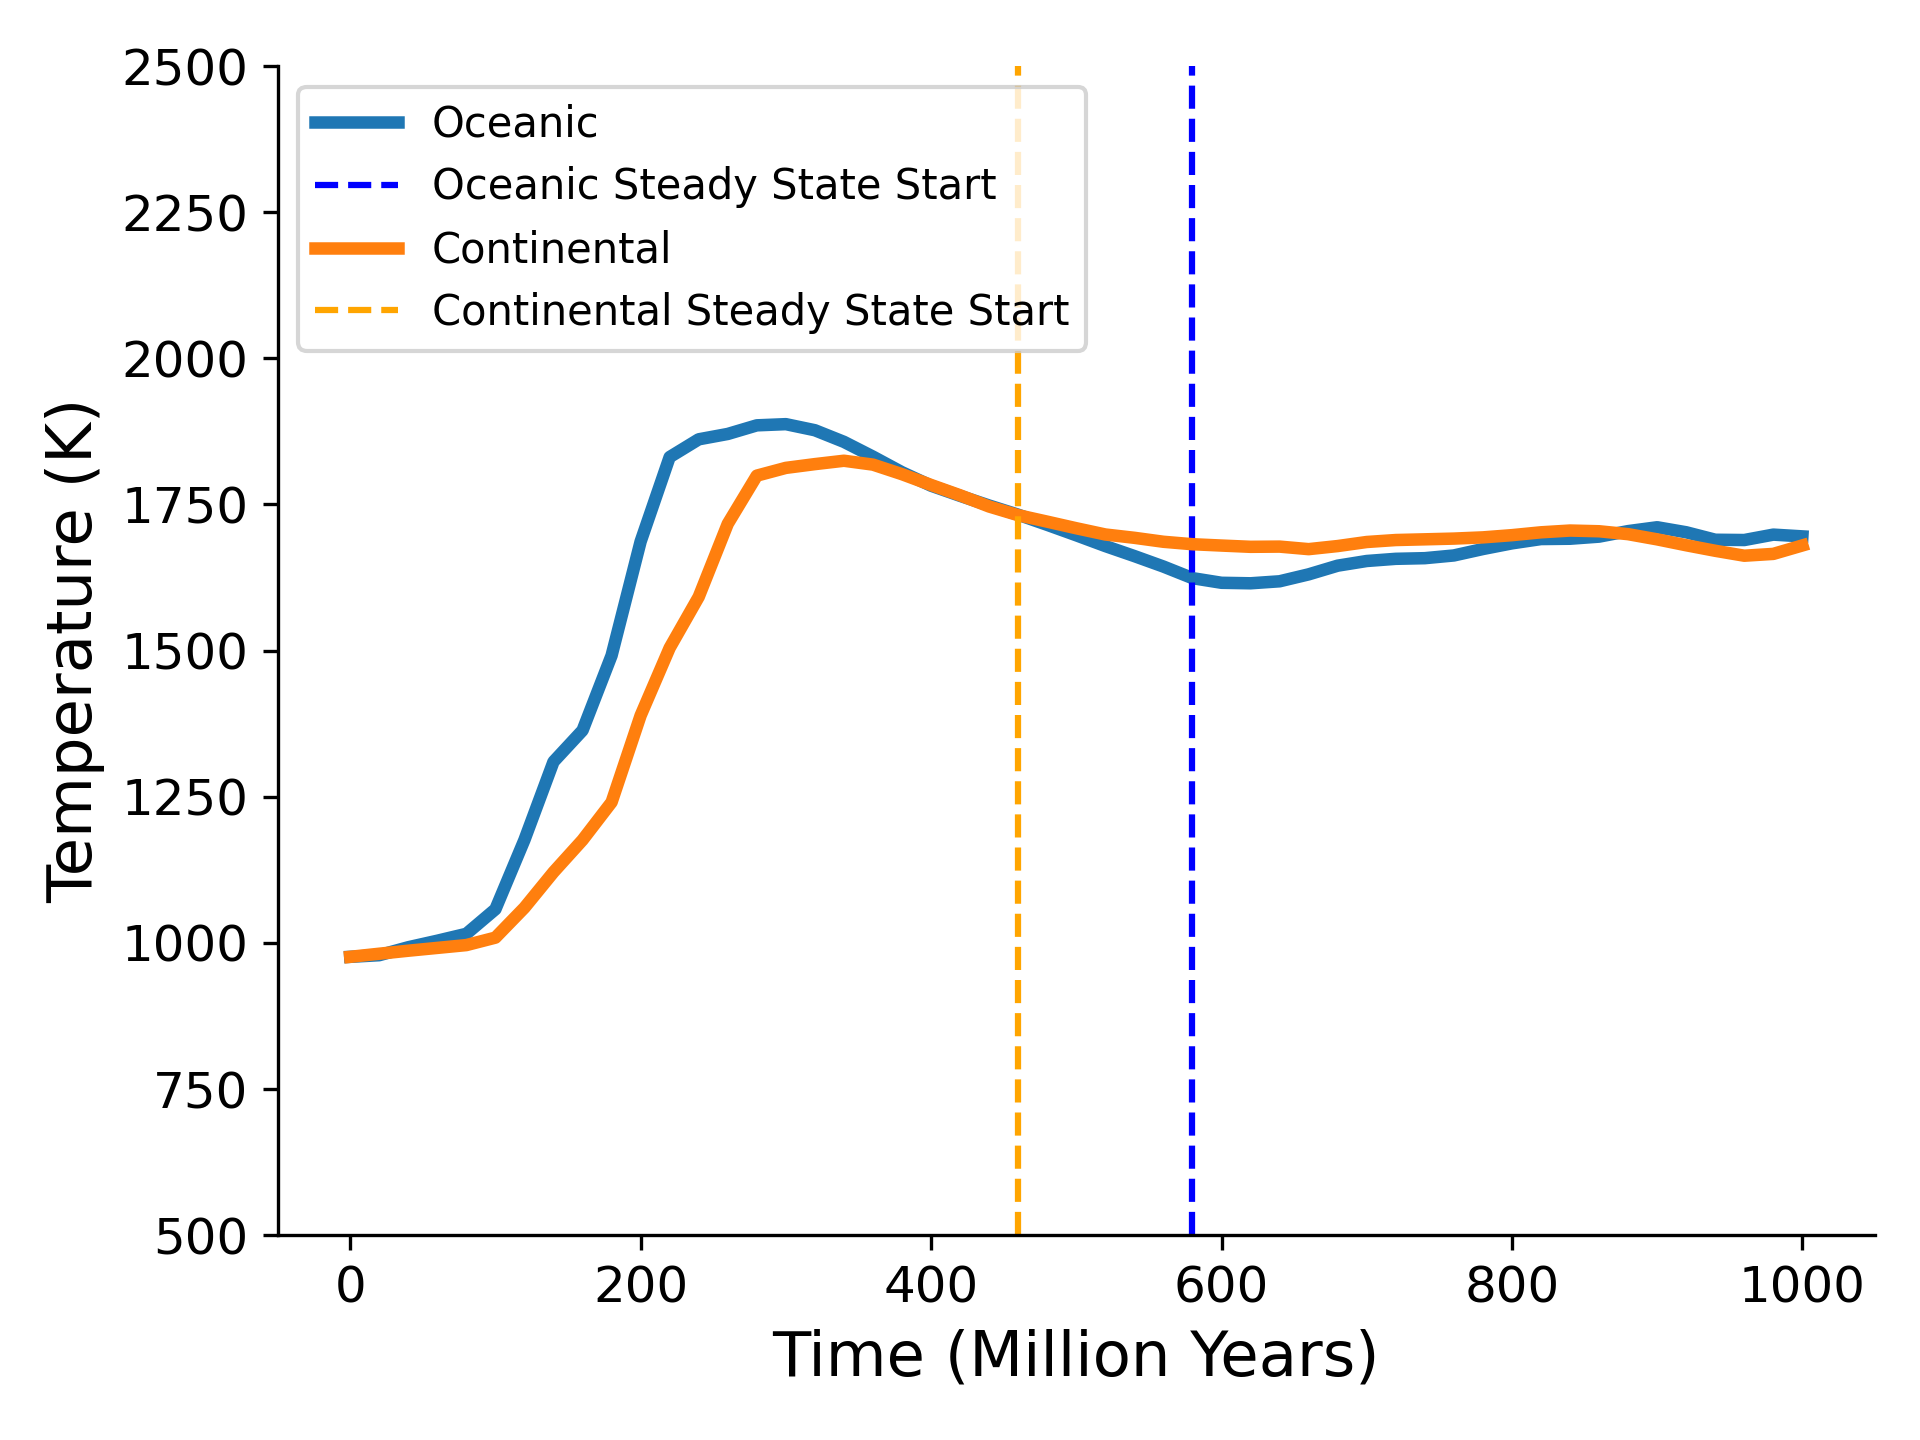 2500
2250
2000
1750
1500
1250
1000
750
500
Temperature (K)
Oceanic
Oceanic Steady State Start
Continental
Continental Steady State Start
0 200 400 600 800 1000
Time (Million Years)